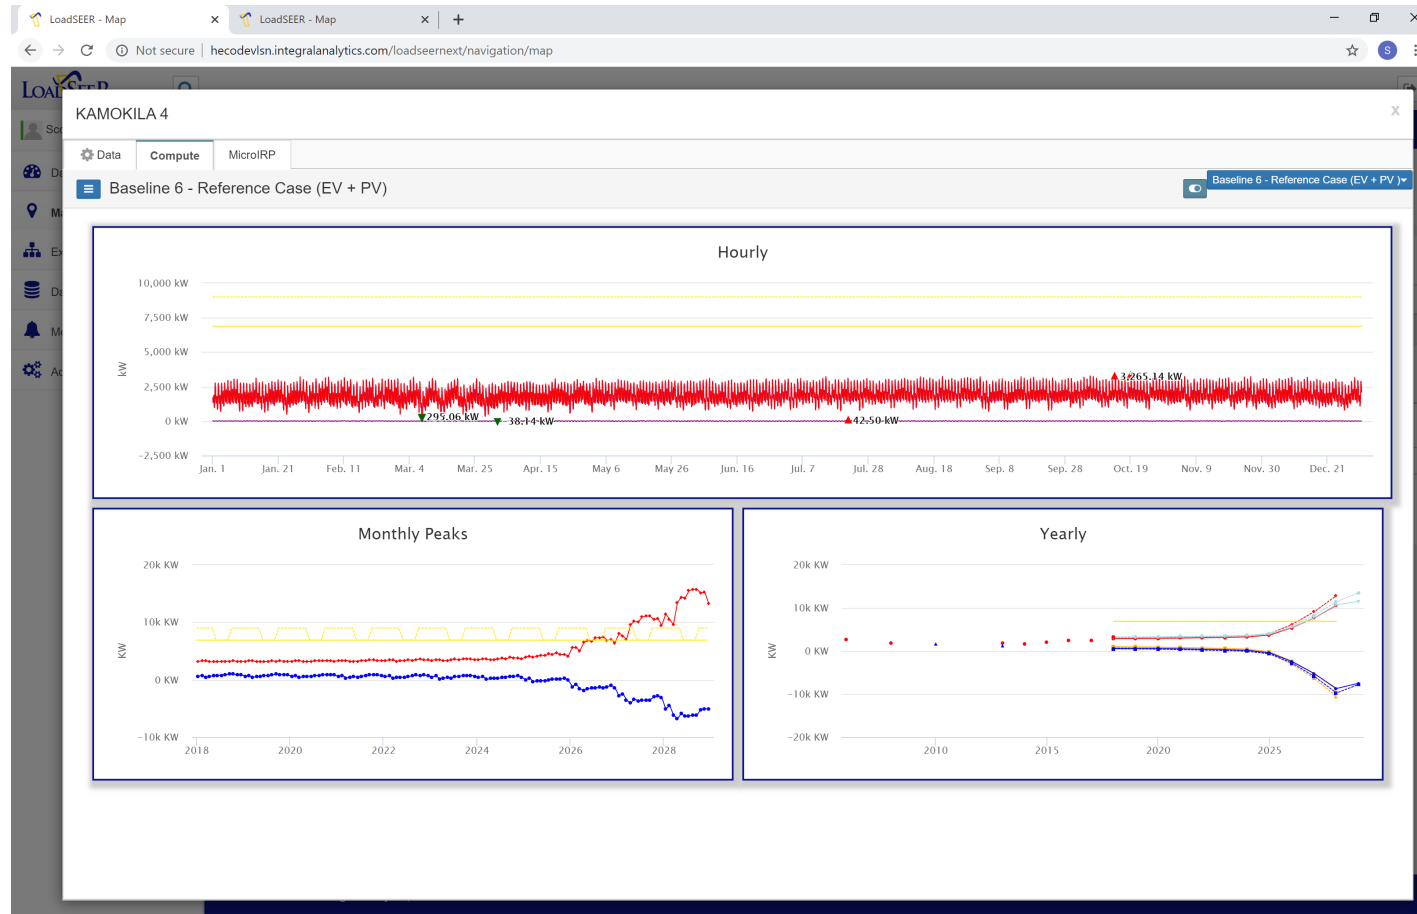 LoadSEER - Map
LoadSEER - Map
Not secure | hecodevlsn.integralanalytics.com/loadseernext/navigation/map
S
KAMOKILA 4
X
Data
Compute
MicroIRP
Baseline 6 - Reference Case (EV + PV)
Baseline 6 - Reference Case (EV + PV )
Hourly
10,000 kW
7,500 kW
5,000 kW
2,500 kW
0 kW
-2,500 kW
kW
3,265.14 kW
295.06 kW
38.14 kW
42.50 kW
Jan. 1 Jan. 21 Feb. 11 Mar. 4 Mar. 25 Apr. 15 May 6 May 26 Jun. 16 Jul. 7 Jul. 28 Aug. 18 Sep. 8 Sep. 28 Oct. 19 Nov. 9 Nov. 30 Dec. 21
Monthly Peaks
20k KW
10k KW
0 KW
-10k KW
KW
2018 2020 2022 2024 2026 2028
Yearly
20k KW
10k KW
0 KW
-10k KW
-20k KW
KW
2010 2015 2020 2025